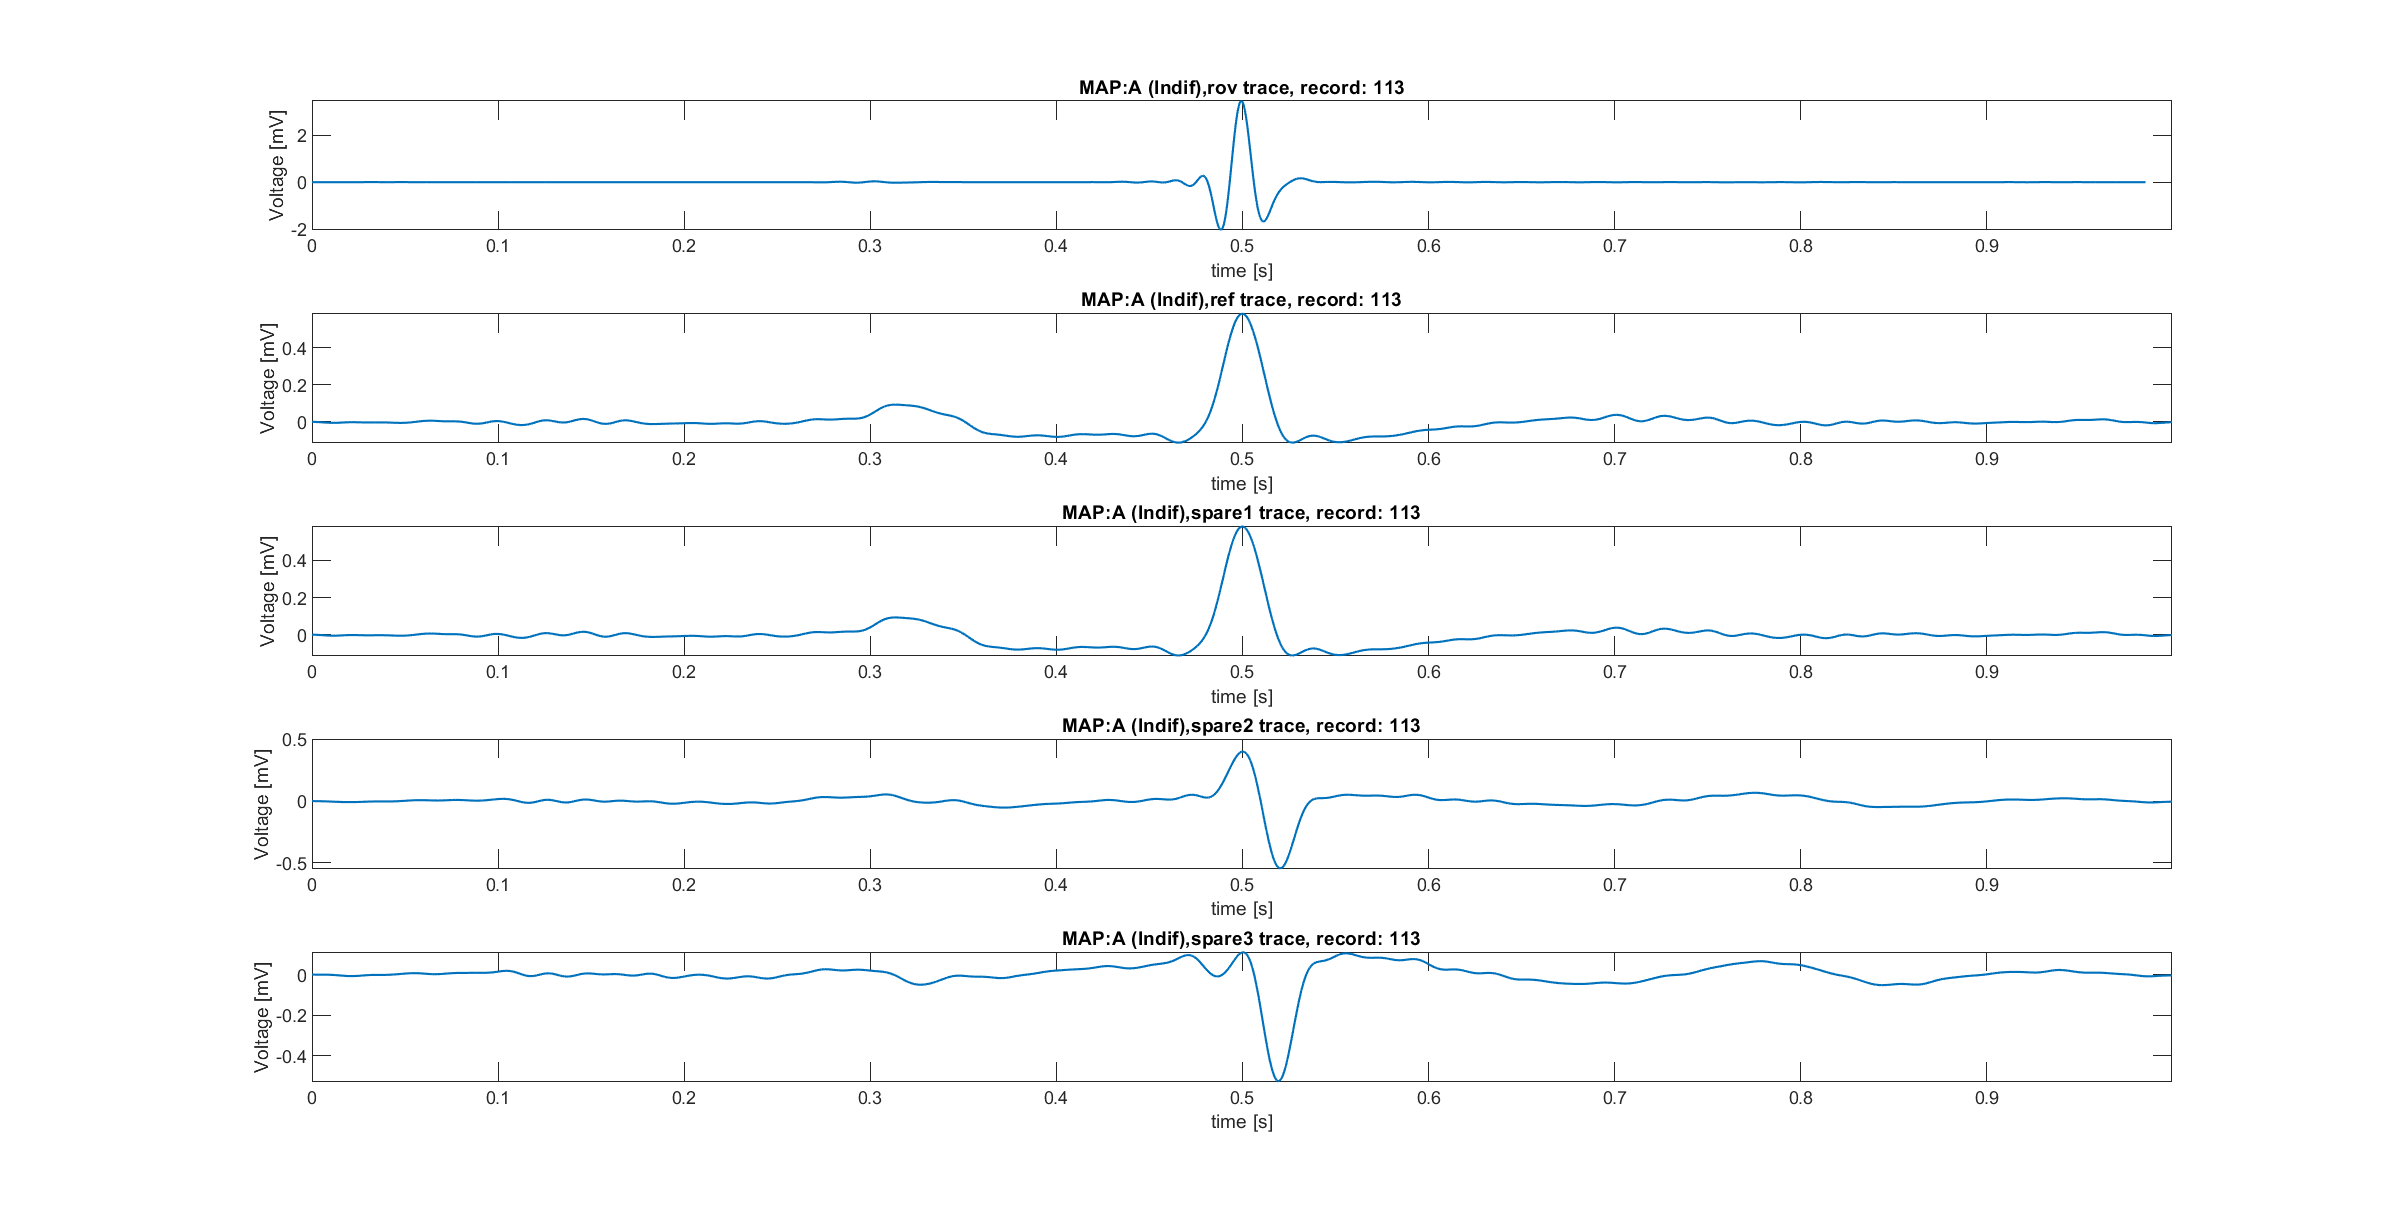 MAP:A (Indif),rov trace, record: 113
Voltage [mV]
2
0
-2
0 0.1 0.2 0.3 0.4 0.5 0.6 0.7 0.8 0.9
time [s]
MAP:A (Indif),ref trace, record: 113
Voltage [mV]
0.4
0.2
0
0 0.1 0.2 0.3 0.4 0.5 0.6 0.7 0.8 0.9
time [s]
MAP:A (Indif),spare1 trace, record: 113
Voltage [mV]
0.4
0.2
0
0 0.1 0.2 0.3 0.4 0.5 0.6 0.7 0.8 0.9
time [s]
MAP:A (Indif),spare2 trace, record: 113
Voltage [mV]
0.5
0
-0.5
0 0.1 0.2 0.3 0.4 0.5 0.6 0.7 0.8 0.9
time [s]
MAP:A (Indif),spare3 trace, record: 113
Voltage [mV]
0
-0.2
-0.4
0 0.1 0.2 0.3 0.4 0.5 0.6 0.7 0.8 0.9
time [s]